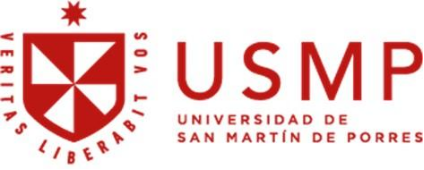 VERITAS LIBERABIT VOS
USMP
UNIVERSIDAD DE
SAN MARTÍN DE PORRES